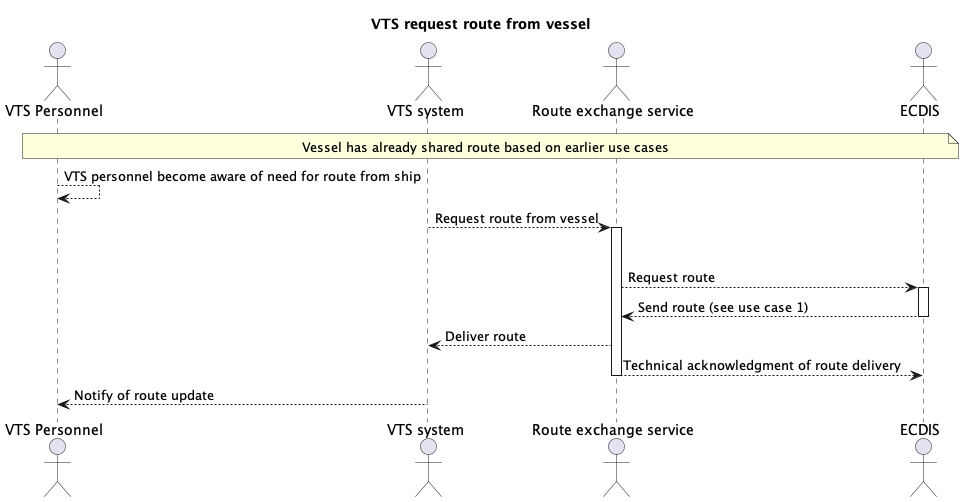 VTS request route from vessel
VTS Personnel
VTS system
Route exchange service
ECDIS
Vessel has already shared route based on earlier use cases
VTS personnel become aware of need for route from ship
Request route from vessel
Request route
Send route (see use case 1)
Deliver route
Technical acknowledgment of route delivery
Notify of route update
VTS Personnel
VTS system
Route exchange service
ECDIS